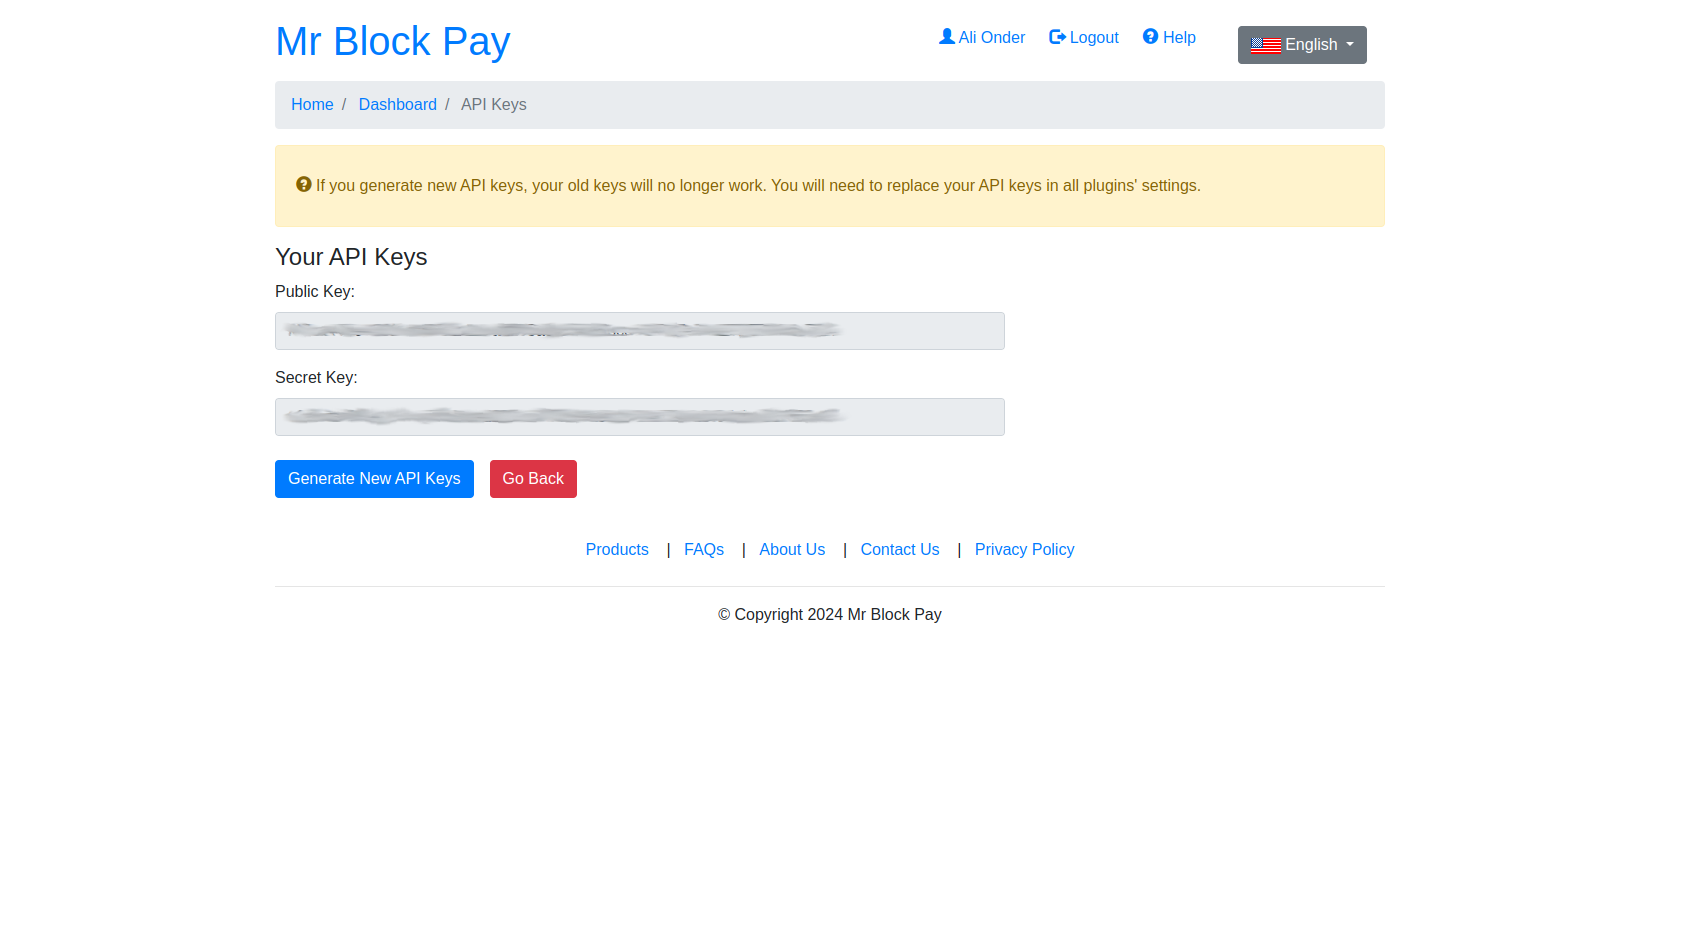 Mr Block Pay
Ali Onder Logout Help English
Home / Dashboard / API Keys
If you generate new API keys, your old keys will no longer work. You will need to replace your API keys in all plugins' settings.
Your API Keys
Public Key:
Secret Key:
Generate New API Keys Go Back
Products | FAQs | About Us | Contact Us | Privacy Policy
© Copyright 2024 Mr Block Pay